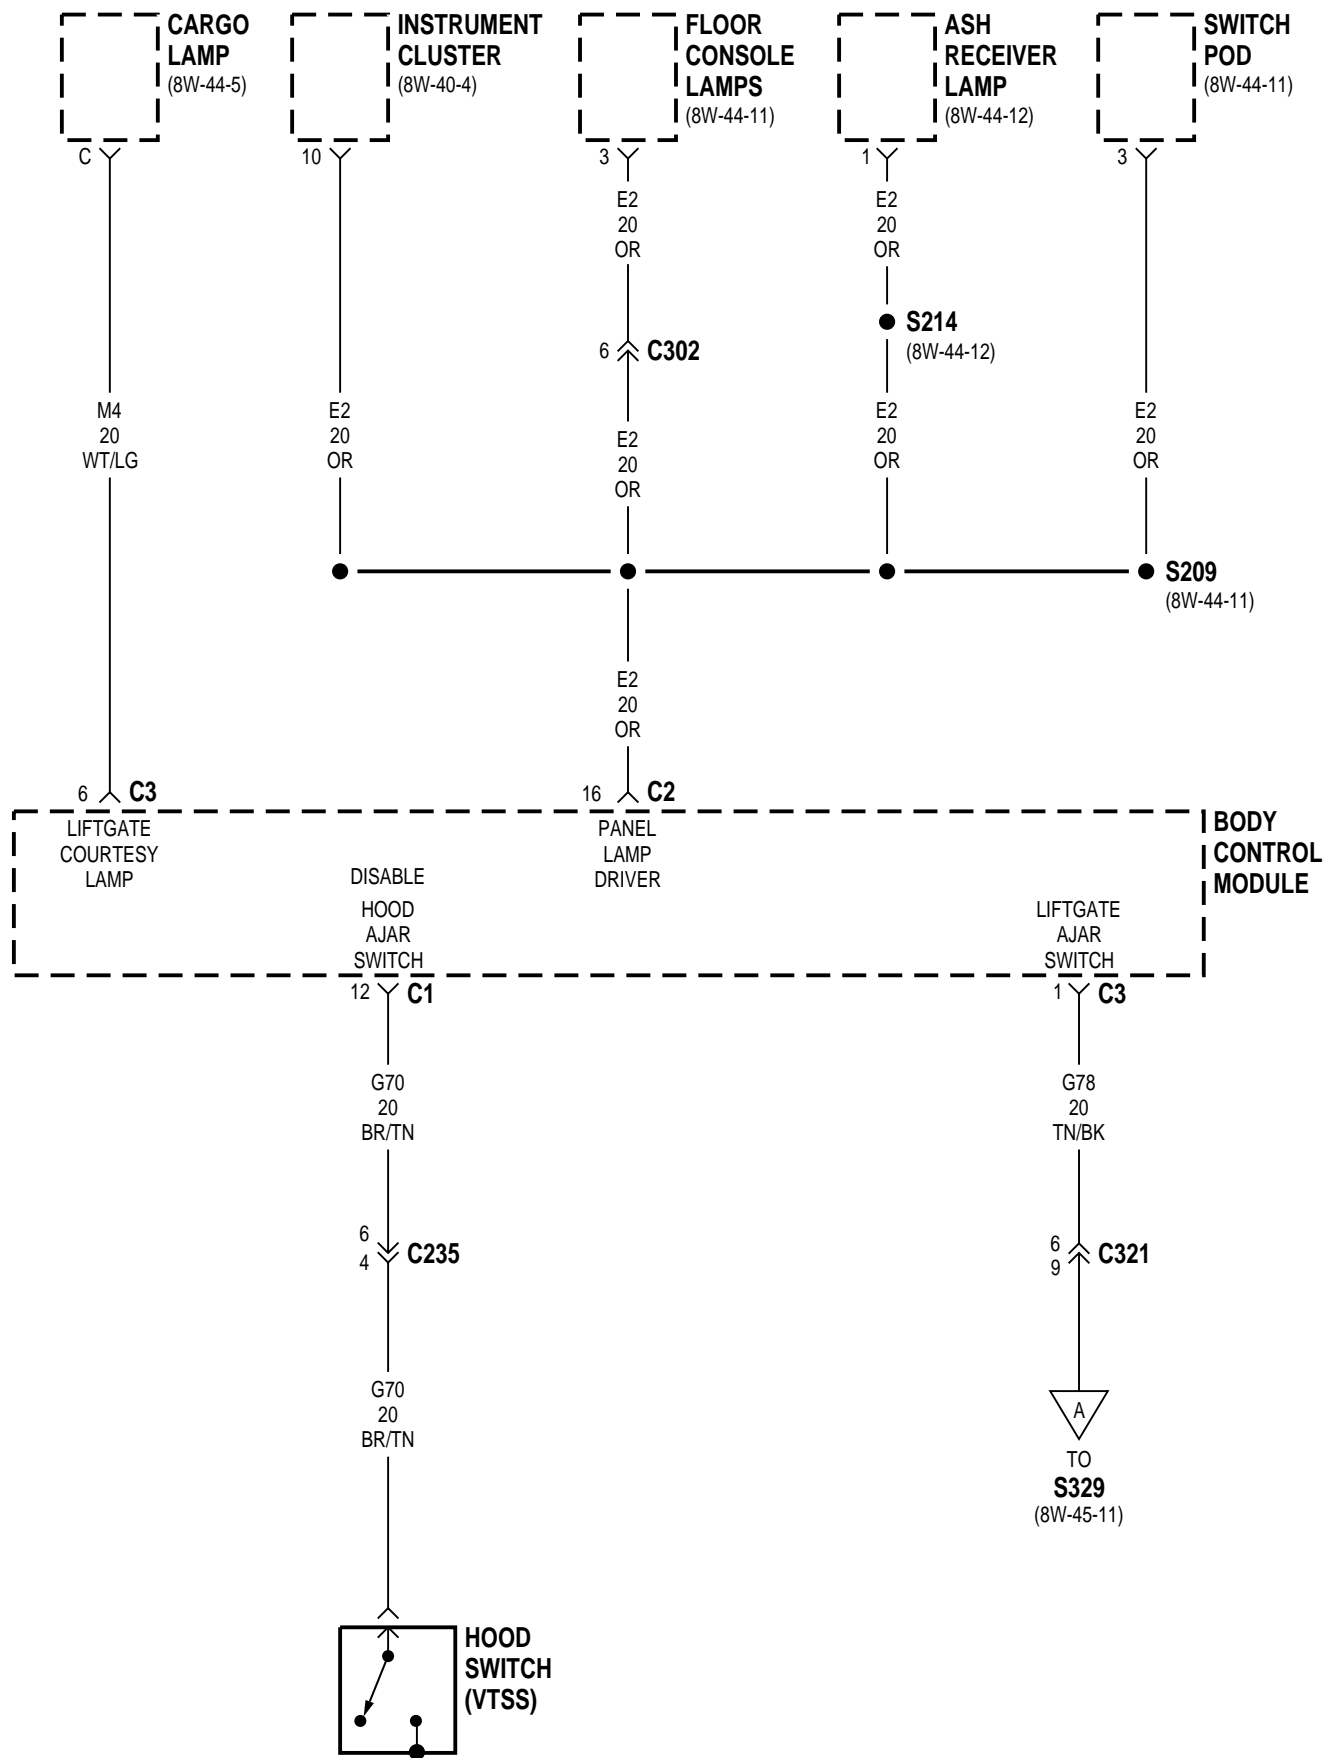 CARGO
LAMP
(8W-44-5)
INSTRUMENT
CLUSTER
(8W-40-4)
FLOOR
CONSOLE
LAMPS
(8W-44-11)
ASH
RECEIVER
LAMP
(8W-44-12)
SWITCH
POD
(8W-44-11)
C
10
3
1
3
E2
20
OR
E2
20
OR
S214
(8W-44-12)
6
C302
M4
20
WT/LG
E2
20
OR
E2
20
OR
E2
20
OR
E2
20
OR
S209
(8W-44-11)
E2
20
OR
6
C3
16
C2
LIFTGATE
COURTESY
LAMP
PANEL
LAMP
DRIVER
BODY
CONTROL
MODULE
DISABLE
HOOD
AJAR
SWITCH
LIFTGATE
AJAR
SWITCH
12
C1
1
C3
G70
20
BR/TN
G78
20
TN/BK
6
4
C235
6
9
C321
G70
20
BR/TN
A
TO
S329
(8W-45-11)
HOOD
SWITCH
(VTSS)